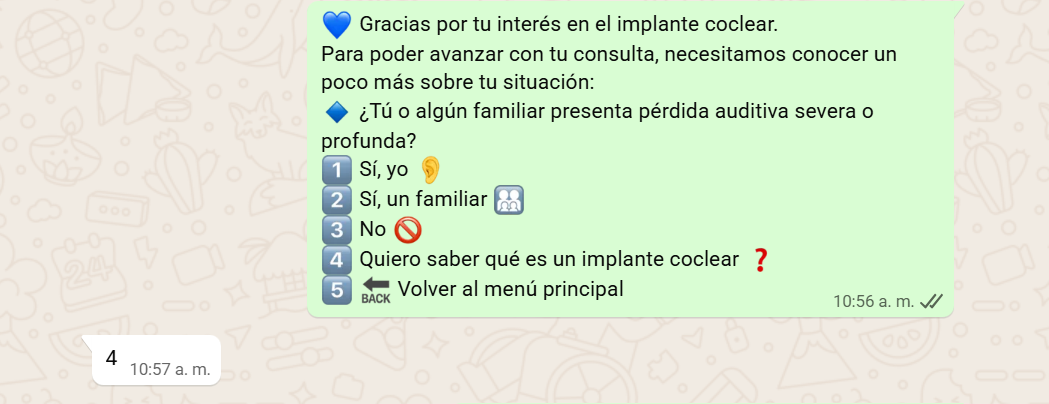 💙 Gracias por tu interés en el implante coclear.
Para poder avanzar con tu consulta, necesitamos conocer un
poco más sobre tu situación:
🔷 ¿Tú o algún familiar presenta pérdida auditiva severa o
profunda?
1️⃣ Sí, yo 👂
2️⃣ Sí, un familiar 👨‍👩‍👧‍👦
3️⃣ No 🚫
4️⃣ Quiero saber qué es un implante coclear ❓
5️⃣ 🔙 Volver al menú principal
10:56 a. m.
4 10:57 a. m.